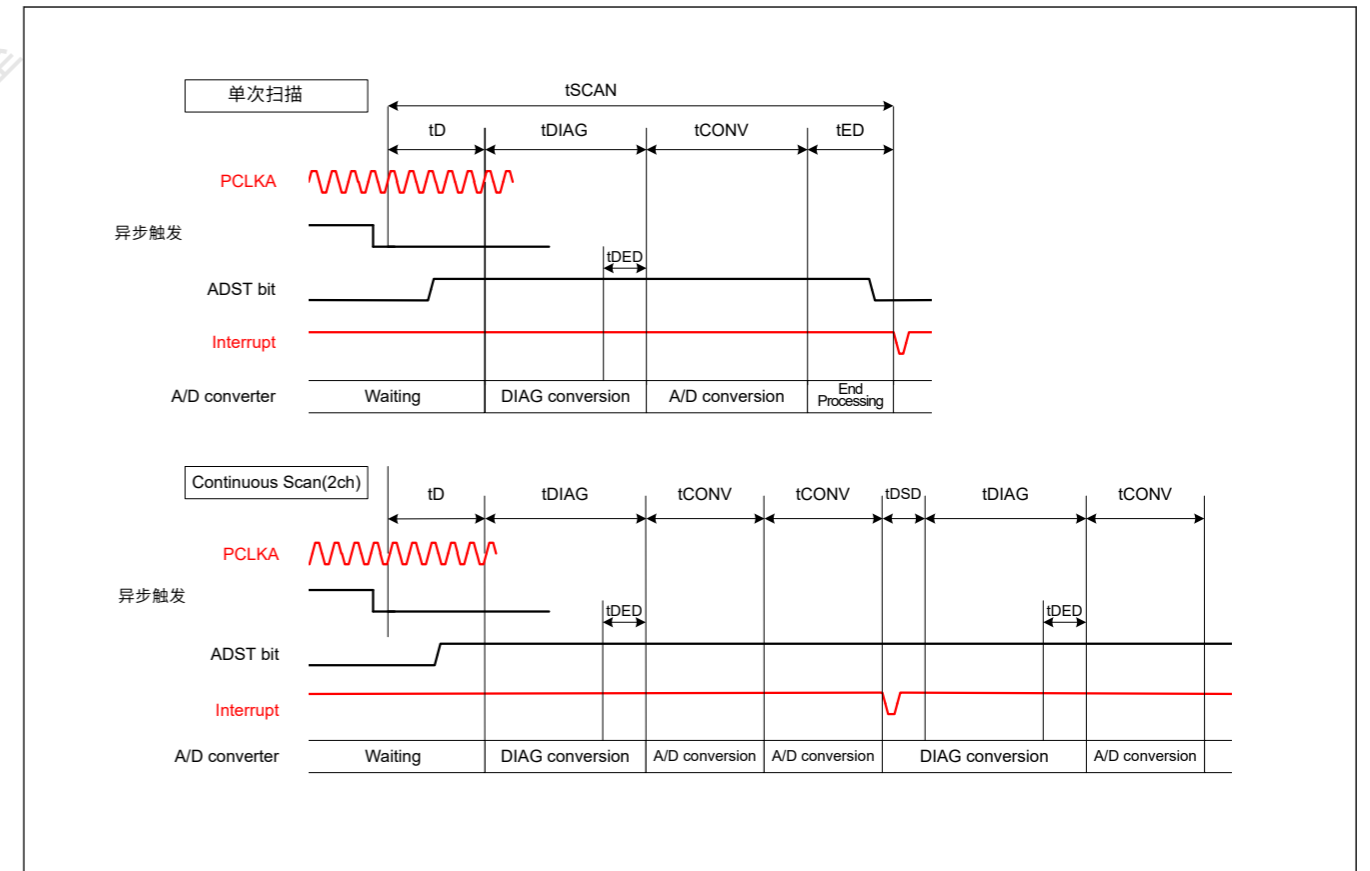 单次扫描
tSCAN
tD tDIAG tCONV tED
PCLKA
异步触发
tDED
ADST bit
Interrupt
A/D converter Waiting DIAG conversion A/D conversion End
Processing
Continuous Scan(2ch)
tD tDIAG tCONV tCONV tDSD tDIAG tCONV
PCLKA
异步触发
tDED tDED
ADST bit
Interrupt
A/D converter Waiting DIAG conversion A/D conversion A/D conversion DIAG conversion A/D conversion